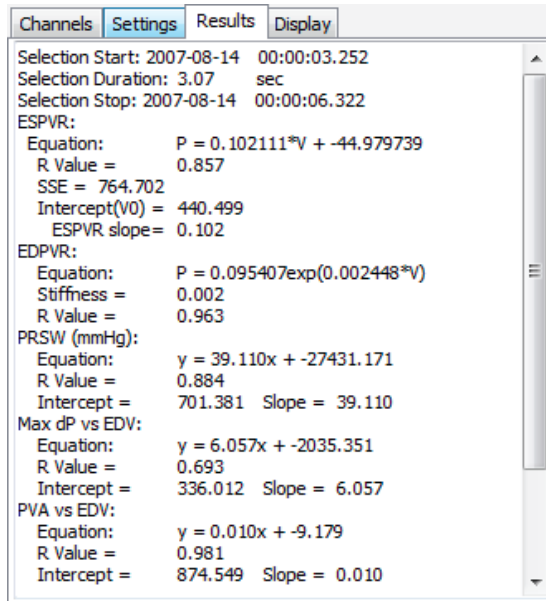 Channels Settings Results Display
Selection Start: 2007-08-14 00:00:03.252
Selection Duration: 3.07 sec
Selection Stop: 2007-08-14 00:00:06.322
ESPVR:
Equation: P = 0.102111*V + -44.979739
R Value = 0.857
SSE = 764.702
Intercept(V0) = 440.499
ESPVR slope= 0.102
EDPVR:
Equation: P = 0.095407exp(0.002448*V)
Stiffness = 0.002
R Value = 0.963
PRSW (mmHg):
Equation: y = 39.110x + -27431.171
R Value = 0.884
Intercept = 701.381 Slope = 39.110
Max dP vs EDV:
Equation: y = 6.057x + -2035.351
R Value = 0.693
Intercept = 336.012 Slope = 6.057
PVA vs EDV:
Equation: y = 0.010x + -9.179
R Value = 0.981
Intercept = 874.549 Slope = 0.010